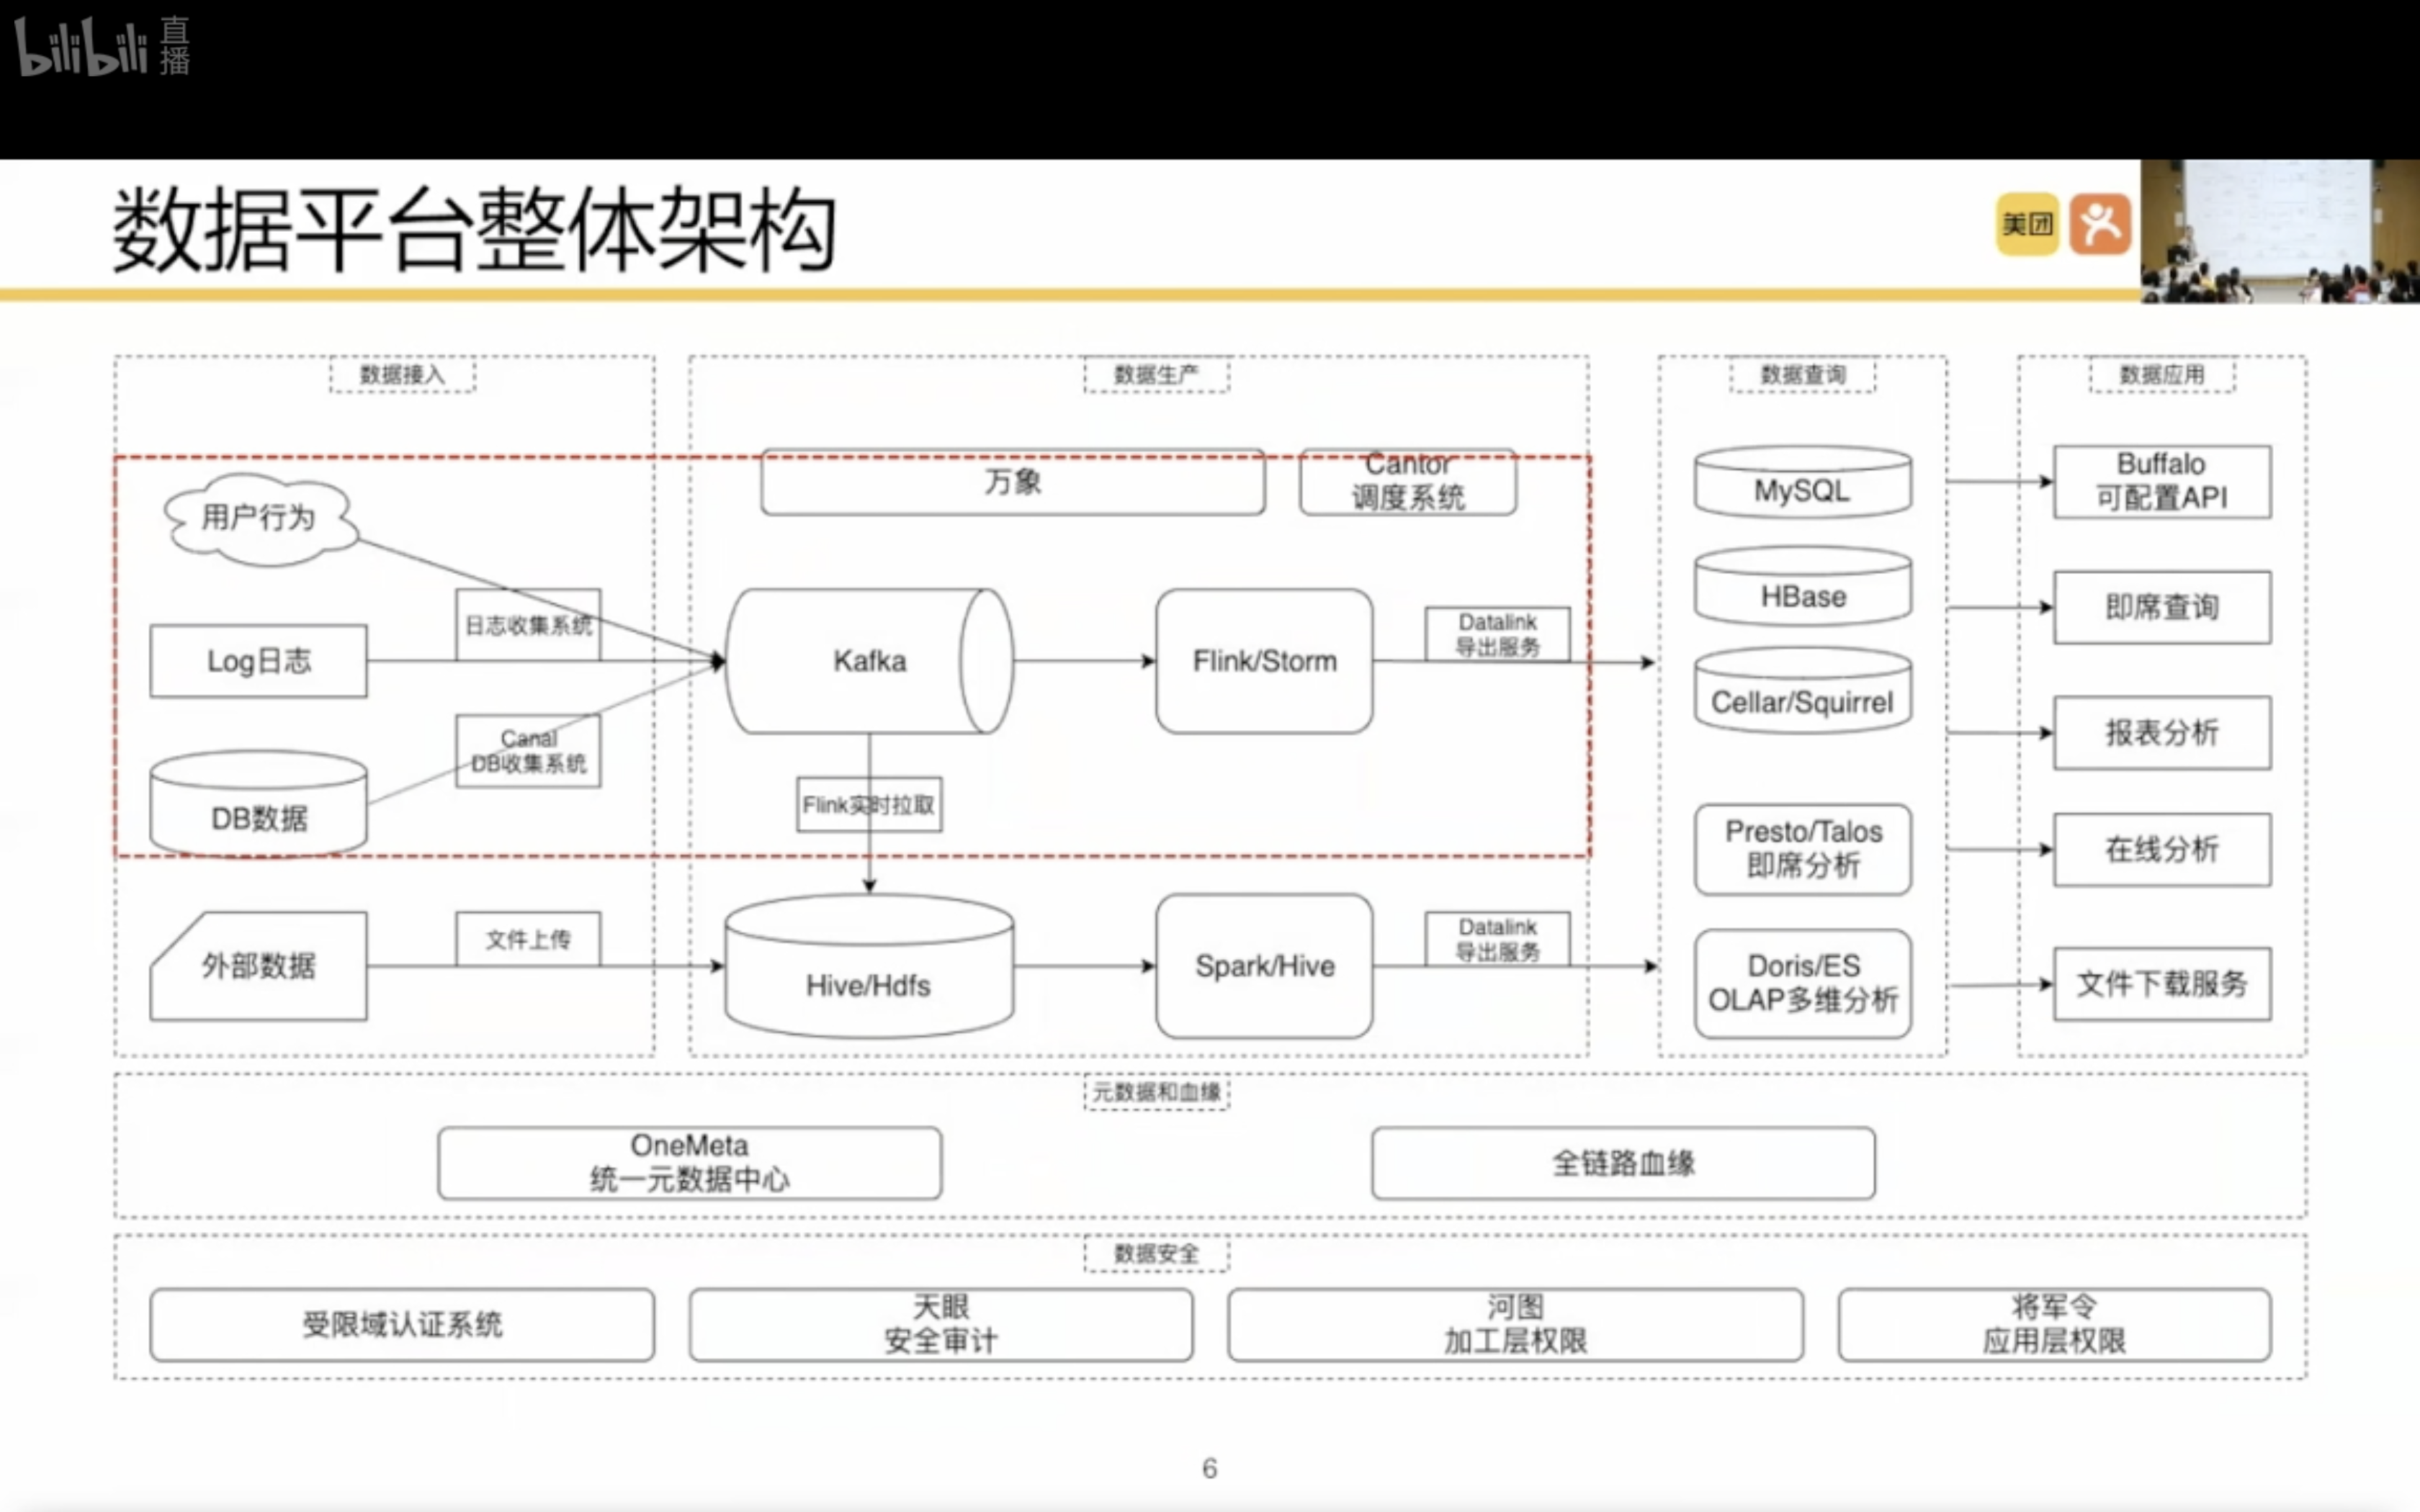 bilibili 直播
数据平台整体架构
美团
数据接入
数据生产
数据查询
数据应用
万象
Cantor
调度系统
用户行为
日志收集系统
Log日志
Canal
DB收集系统
DB数据
Kafka
Flink/Storm
Datalink
导出服务
Flink实时拉取
外部数据
文件上传
Hive/Hdfs
Spark/Hive
Datalink
导出服务
MySQL
HBase
Cellar/Squirrel
Presto/Talos
即席分析
Doris/ES
OLAP多维分析
Buffalo
可配置API
即席查询
报表分析
在线分析
文件下载服务
元数据和血缘
OneMeta
统一元数据中心
全链路血缘
数据安全
受限域认证系统
天眼
安全审计
河图
加工层权限
将军令
应用层权限
6